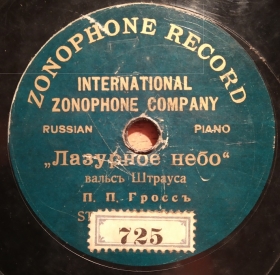 ZONOPHONE RECORD
INTERNATIONAL
ZONOPHONE COMPANY
RUSSIAN PIANO
„Лазурное небо“
вальсъ Штрауса
П. П. Гроссъ
725